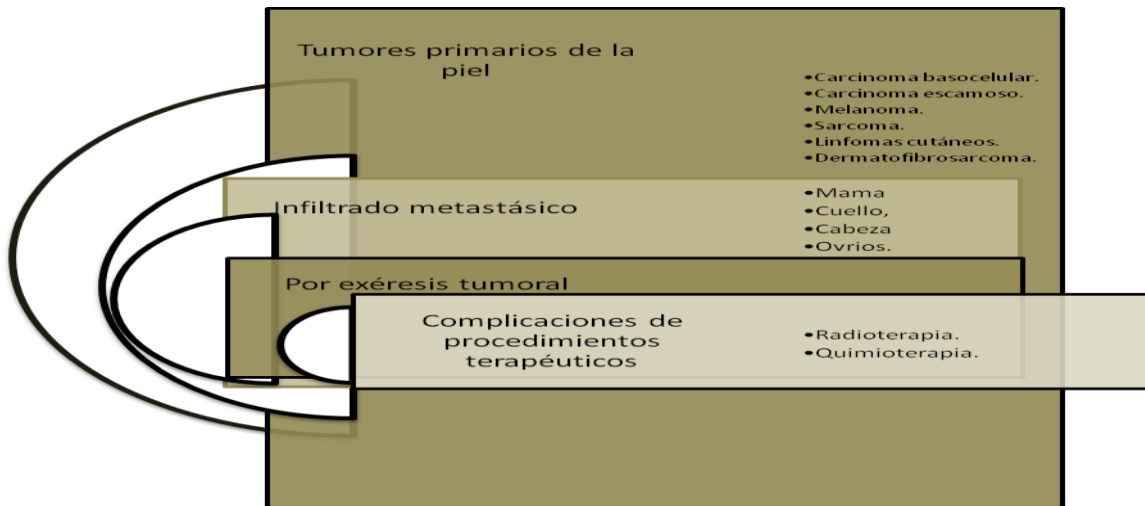 Tumores primarios de la
piel
•Carcinoma basocelular.
•Carcinoma escamoso.
•Melanoma.
•Sarcoma.
•Linfomas cutáneos.
•Dermatofibrosarcoma.
Infiltrado metastásico
•Mama
•Cuello,
•Cabeza
•Ovrios.
Por exéresis tumoral
Complicaciones de
procedimientos
terapéuticos
•Radioterapia.
•Quimioterapia.